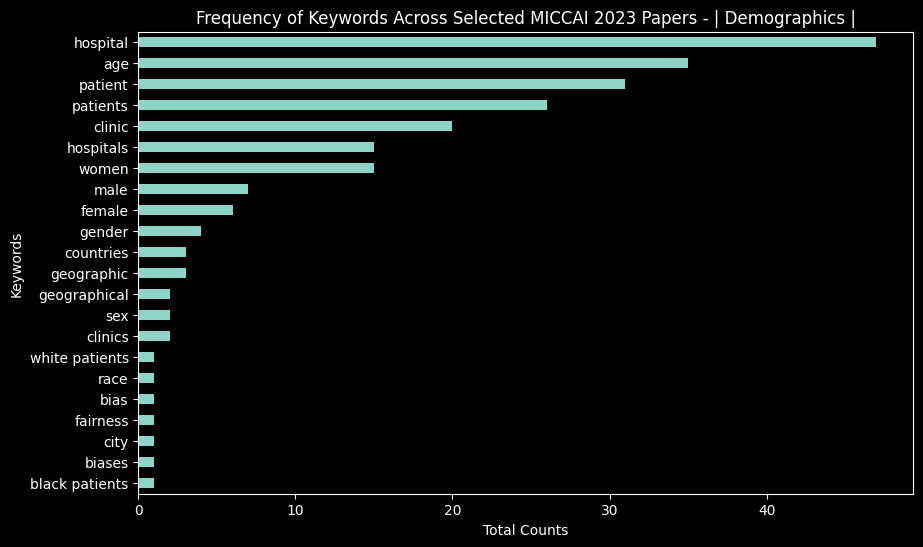 Frequency of Keywords Across Selected MICCAI 2023 Papers - | Demographics |
Keywords
hospital
age
patient
patients
clinic
hospitals
women
male
female
gender
countries
geographic
geographical
sex
clinics
white patients
race
bias
fairness
city
biases
black patients
0 10 20 30 40
Total Counts